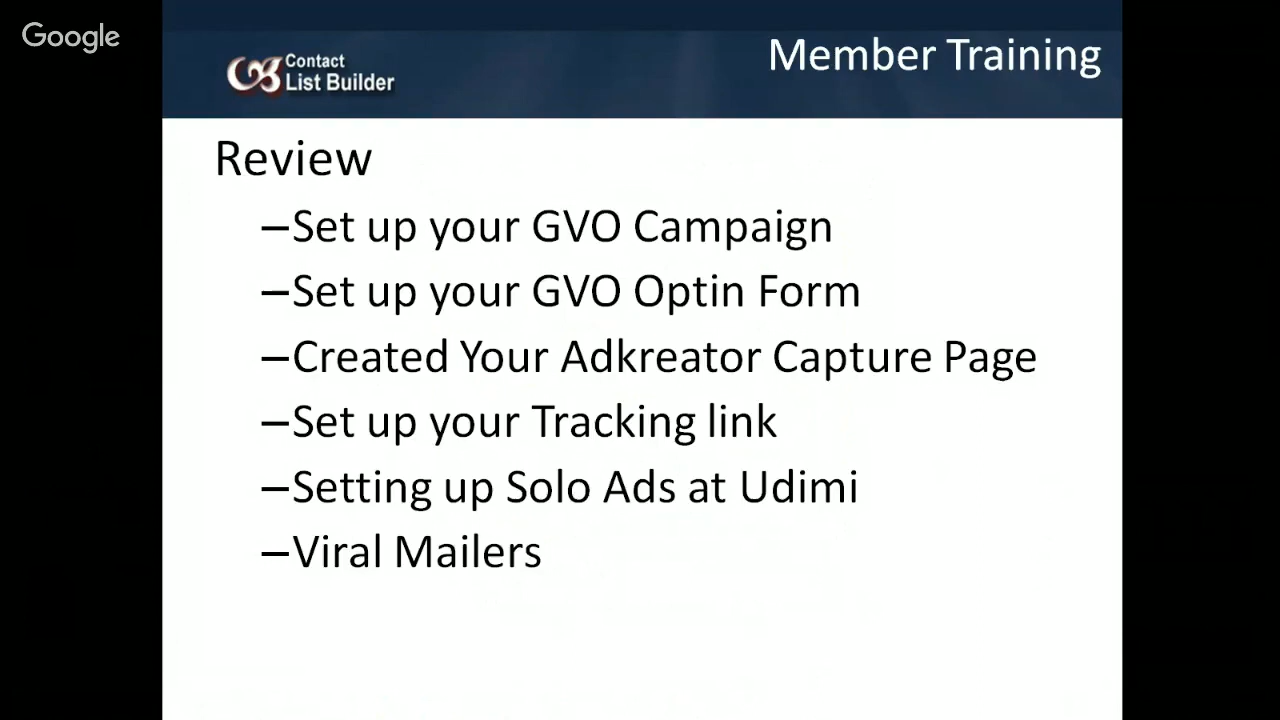 Google
Contact
List Builder
Member Training
Review
–Set up your GVO Campaign
–Set up your GVO Optin Form
–Created Your Adkreator Capture Page
–Set up your Tracking link
–Setting up Solo Ads at Udimi
–Viral Mailers